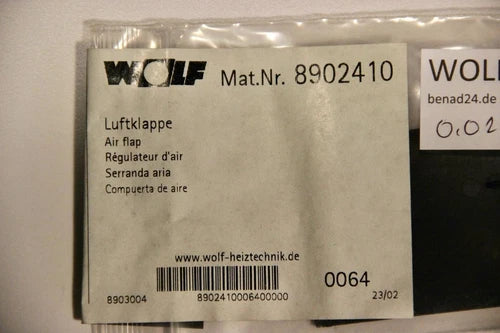 WOLF Mat.Nr. 8902410
Luftklappe
Air flap
Régulateur d'air
Serranda aria
Compuerta de aire
www.wolf-heiztechnik.de
8903004 8902410006400000 0064 23/02
WOL
benad24.de
0,02